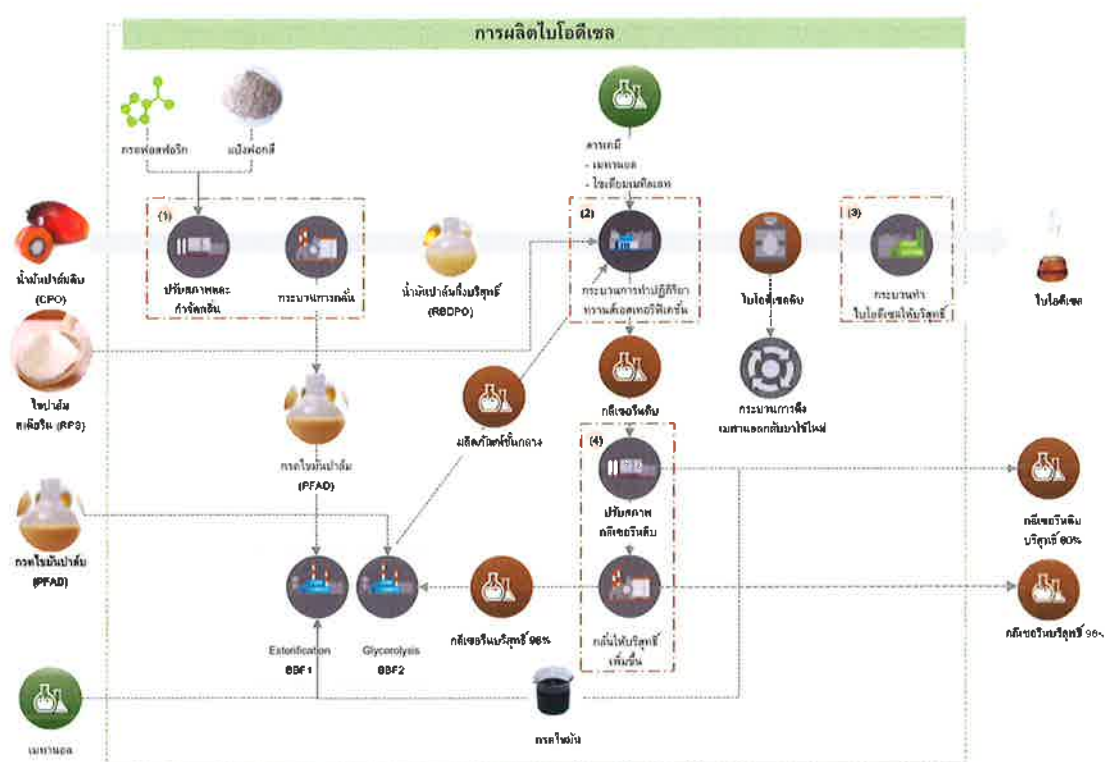 การผลิตไบโอดีเซล
กรดฟอสฟอริก
แป้งฟอกสี
สารเคมี
- เมทานอล
- โซเดียมเมทิลเลท
(1)
(2)
(3)
น้ำมันปาล์มดิบ
(CPO)
ปรับสภาพและ
กำจัดกลิ่น
กระบวนการกลั่น
น้ำมันปาล์มกึ่งบริสุทธิ์
(RBDPO)
กระบวนการทำปฏิกิริยา
ทรานส์เอสเทอริฟิเคชั่น
ไบโอดีเซลดิบ
กระบวนทำ
ไบโอดีเซลให้บริสุทธิ์
ไบโอดีเซล
ไขปาล์ม
สเตียริน (RPS)
กรดไขมันปาล์ม
(PFAD)
ผลิตภัณฑ์ขั้นกลาง
กลีเซอรีนดิบ
กระบวนการดึง
เมทานอลกลับมาใช้ใหม่
(4)
ปรับสภาพ
กลีเซอรีนดิบ
กลีเซอรีนดิบ
บริสุทธิ์ 80%
กรดไขมันปาล์ม
(PFAD)
Esterification
BBF1
Glycerolysis
BBF2
กลีเซอรีนบริสุทธิ์ 98%
กลั่นให้บริสุทธิ์
เพิ่มขึ้น
กลีเซอรีนบริสุทธิ์ 98%
เมทานอล
กรดไขมัน